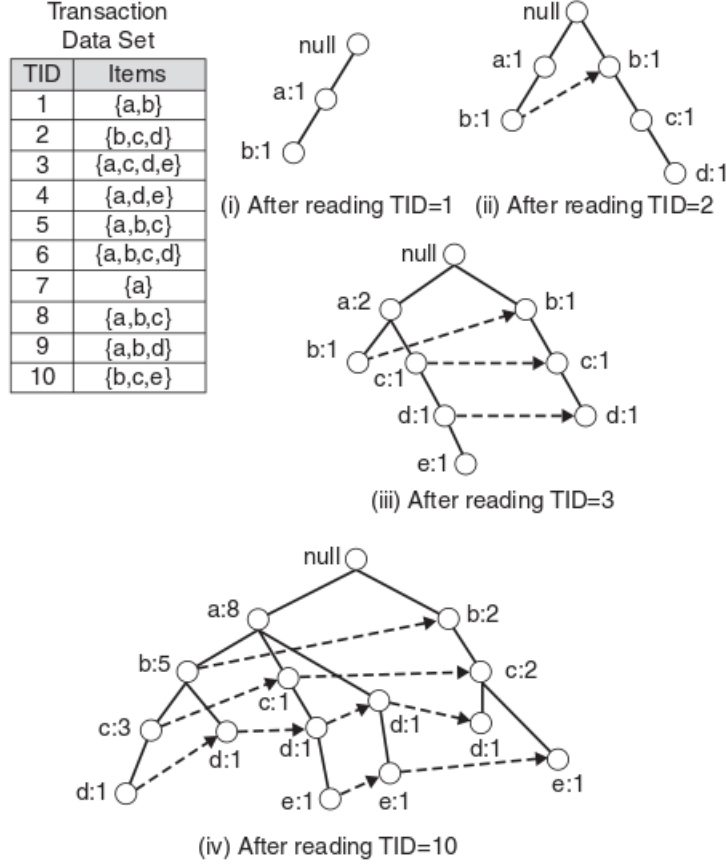 Transaction
Data Set
TID Items
1 {a,b}
2 {b,c,d}
3 {a,c,d,e}
4 {a,d,e}
5 {a,b,c}
6 {a,b,c,d}
7 {a}
8 {a,b,c}
9 {a,b,d}
10 {b,c,e}
null
a:1
b:1
(i) After reading TID=1
null
a:1 b:1
b:1 c:1
d:1
(ii) After reading TID=2
null
a:2 b:1
b:1 c:1 c:1
d:1 d:1
e:1
(iii) After reading TID=3
null
a:8 b:2
b:5 c:1 c:2
c:3 d:1 d:1 d:1 d:1
d:1 e:1 e:1 e:1
(iv) After reading TID=10